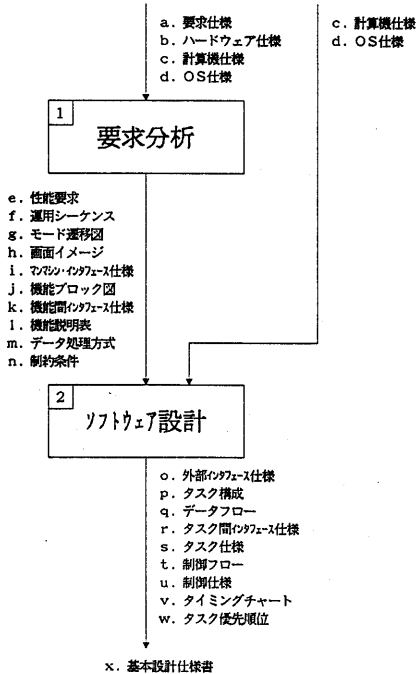 a．要求仕様
b．ハードウェア仕様
c．計算機仕様
d．OS仕様
c．計算機仕様
d．OS仕様
1
要求分析
e．性能要求
f．運用シーケンス
g．モード遷移図
h．画面イメージ
i．マンマシン・インタフェース仕様
j．機能ブロック図
k．機能間インタフェース仕様
l．機能説明表
m．データ処理方式
n．制約条件
2
ソフトウェア設計
o．外部インタフェース仕様
p．タスク構成
q．データフロー
r．タスク間インタフェース仕様
s．タスク仕様
t．制御フロー
u．制御仕様
v．タイミングチャート
w．タスク優先順位
x．基本設計仕様書